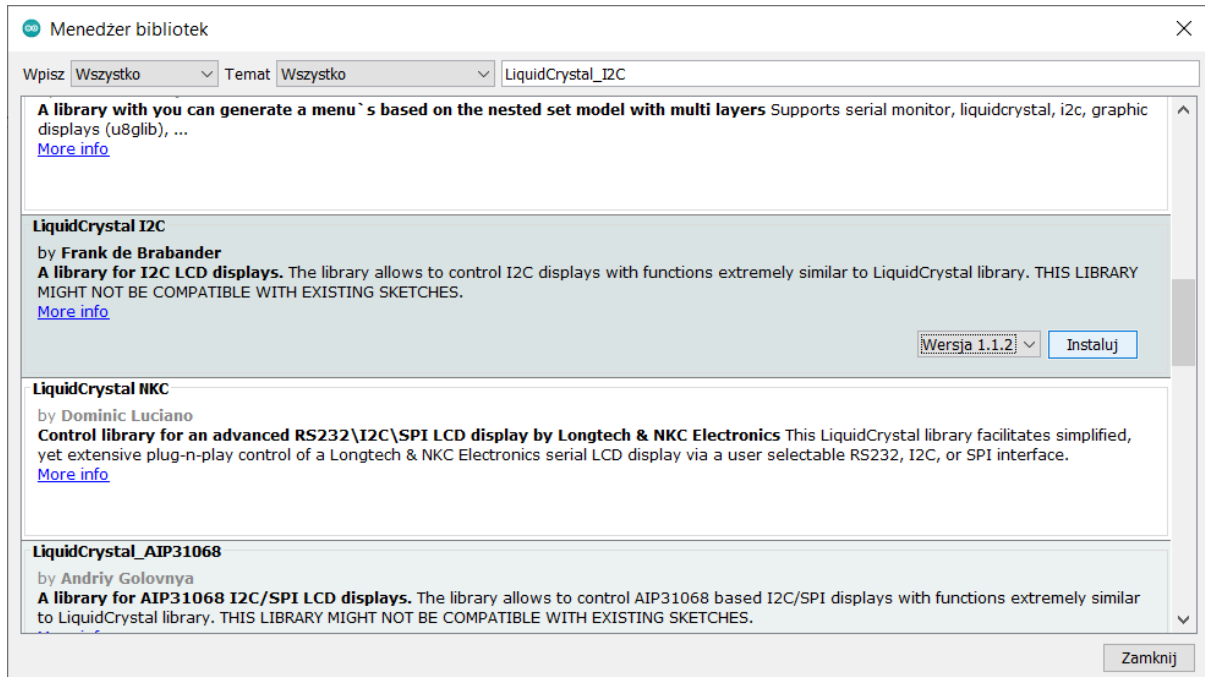 Menedżer bibliotek
Wpisz Wszystko Temat Wszystko LiquidCrystal_I2C
A library with you can generate a menu`s based on the nested set model with multi layers Supports serial monitor, liquidcrystal, i2c, graphic
displays (u8glib), ...
More info
LiquidCrystal I2C
by Frank de Brabander
A library for I2C LCD displays. The library allows to control I2C displays with functions extremely similar to LiquidCrystal library. THIS LIBRARY
MIGHT NOT BE COMPATIBLE WITH EXISTING SKETCHES.
More info
Wersja 1.1.2 Instaluj
LiquidCrystal NKC
by Dominic Luciano
Control library for an advanced RS232\I2C\SPI LCD display by Longtech & NKC Electronics This LiquidCrystal library facilitates simplified,
yet extensive plug-n-play control of a Longtech & NKC Electronics serial LCD display via a user selectable RS232, I2C, or SPI interface.
More info
LiquidCrystal_AIP31068
by Andriy Golovnya
A library for AIP31068 I2C/SPI LCD displays. The library allows to control AIP31068 based I2C/SPI displays with functions extremely similar
to LiquidCrystal library. THIS LIBRARY MIGHT NOT BE COMPATIBLE WITH EXISTING SKETCHES.
Zamknij